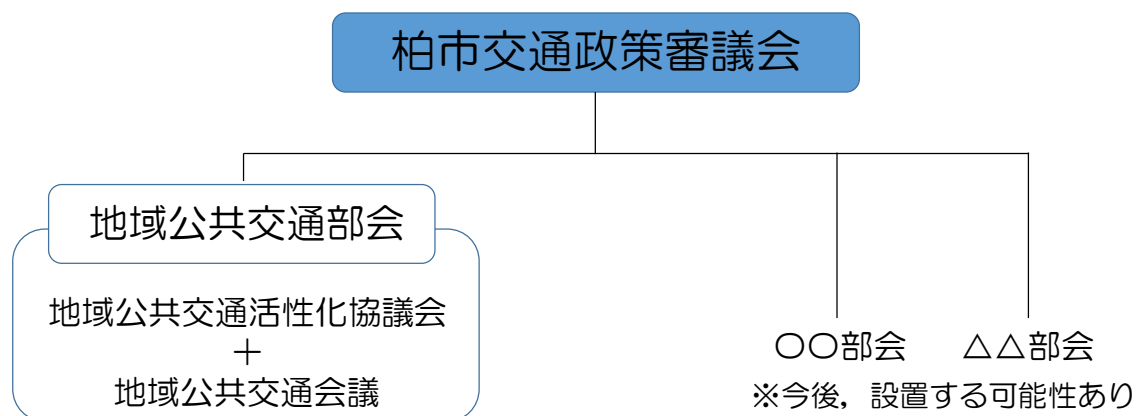 柏市交通政策審議会
地域公共交通部会
地域公共交通活性化協議会
＋
地域公共交通会議
〇〇部会　△△部会
※今後，設置する可能性あり